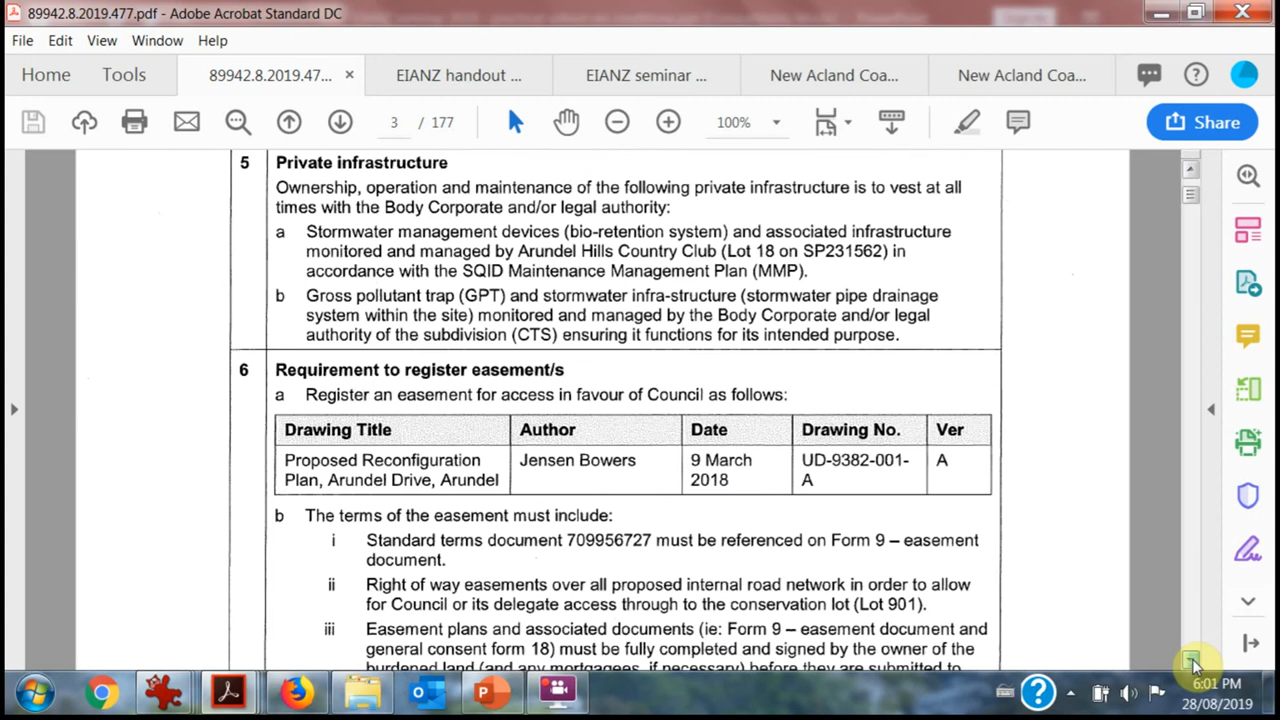 89942.8.2019.477.pdf - Adobe Acrobat Standard DC
File Edit View Window Help
Home Tools 89942.8.2019.47... × EIANZ handout ... EIANZ seminar ... New Acland Coa... New Acland Coa...
3 / 177 100% Share
5 Private infrastructure
Ownership, operation and maintenance of the following private infrastructure is to vest at all
times with the Body Corporate and/or legal authority:
a Stormwater management devices (bio-retention system) and associated infrastructure
monitored and managed by Arundel Hills Country Club (Lot 18 on SP231562) in
accordance with the SQID Maintenance Management Plan (MMP).
b Gross pollutant trap (GPT) and stormwater infra-structure (stormwater pipe drainage
system within the site) monitored and managed by the Body Corporate and/or legal
authority of the subdivision (CTS) ensuring it functions for its intended purpose.
6 Requirement to register easement/s
a Register an easement for access in favour of Council as follows:
Drawing Title Author Date Drawing No. Ver
Proposed Reconfiguration Jensen Bowers 9 March UD-9382-001- A
Plan, Arundel Drive, Arundel 2018 A
b The terms of the easement must include:
i Standard terms document 709956727 must be referenced on Form 9 – easement
document.
ii Right of way easements over all proposed internal road network in order to allow
for Council or its delegate access through to the conservation lot (Lot 901).
iii Easement plans and associated documents (ie: Form 9 – easement document and
general consent form 18) must be fully completed and signed by the owner of the
burdened land (and any mortgagees, if necessary) before they are submitted to
6:01 PM
28/08/2019